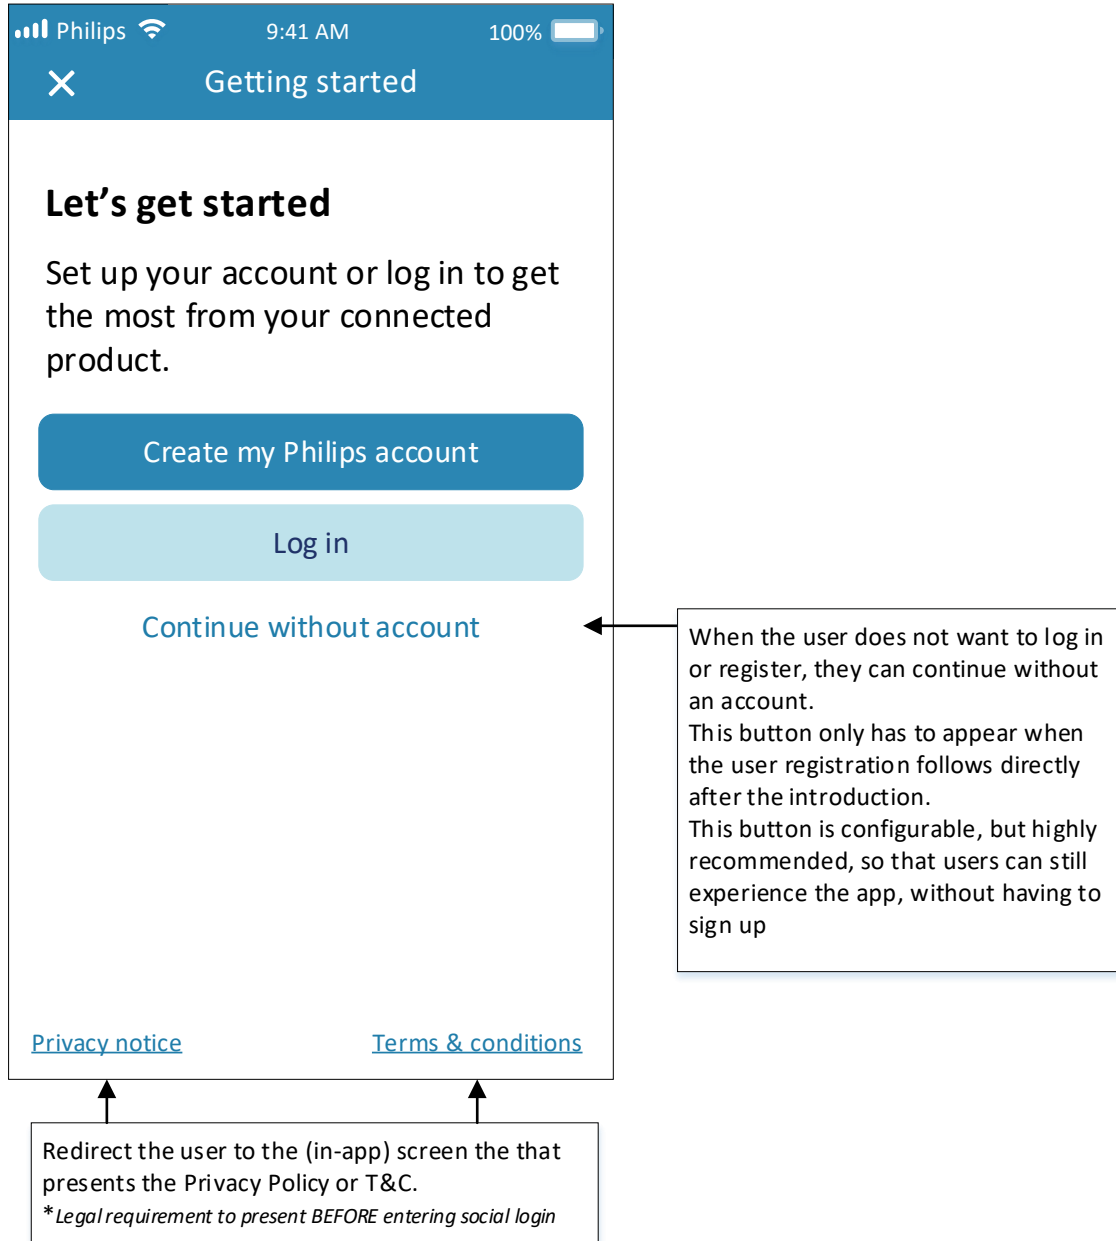 Philips 9:41 AM 100%
Getting started
Let’s get started
Set up your account or log in to get
the most from your connected
product.
Create my Philips account
Log in
Continue without account
When the user does not want to log in
or register, they can continue without
an account.
This button only has to appear when
the user registration follows directly
after the introduction.
This button is configurable, but highly
recommended, so that users can still
experience the app, without having to
sign up
Privacy notice Terms & conditions
Redirect the user to the (in-app) screen the that
presents the Privacy Policy or T&C.
*Legal requirement to present BEFORE entering social login